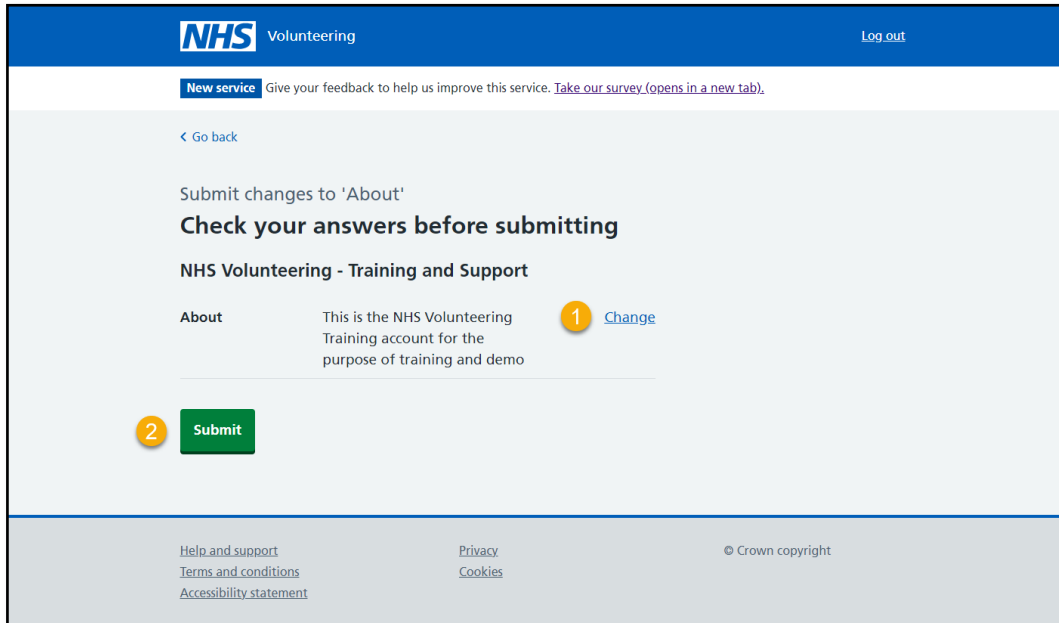 NHS Volunteering Log out
New service Give your feedback to help us improve this service. Take our survey (opens in a new tab).
Go back
Submit changes to 'About'
Check your answers before submitting
NHS Volunteering - Training and Support
About This is the NHS Volunteering 1 Change
Training account for the
purpose of training and demo
2 Submit
Help and support Privacy © Crown copyright
Terms and conditions Cookies
Accessibility statement